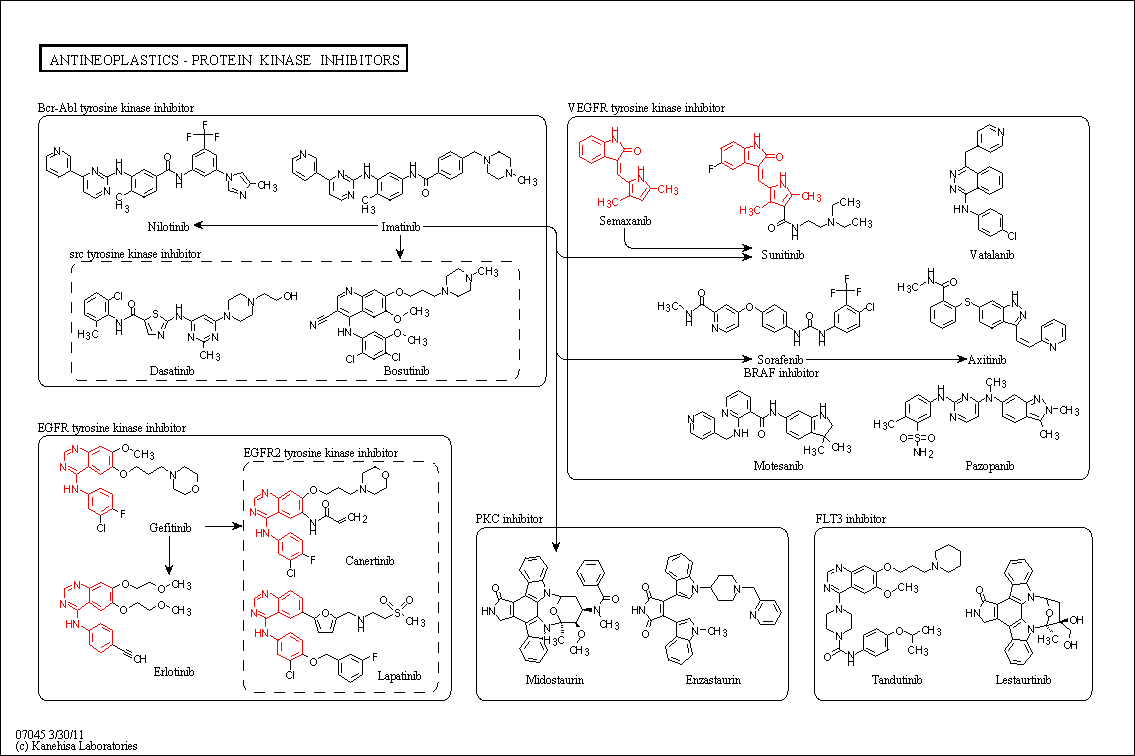 ANTINEOPLASTICS - PROTEIN KINASE INHIBITORS
Bcr-Abl tyrosine kinase inhibitor
Nilotinib
Imatinib
src tyrosine kinase inhibitor
Dasatinib
Bosutinib
VEGFR tyrosine kinase inhibitor
Semaxanib
Sunitinib
Vatalanib
Sorafenib
BRAF inhibitor
Axitinib
Motesanib
Pazopanib
EGFR tyrosine kinase inhibitor
Gefitinib
Erlotinib
EGFR2 tyrosine kinase inhibitor
Canertinib
Lapatinib
PKC inhibitor
Midostaurin
Enzastaurin
FLT3 inhibitor
Tandutinib
Lestaurtinib
07045 3/30/11
(c) Kanehisa Laboratories